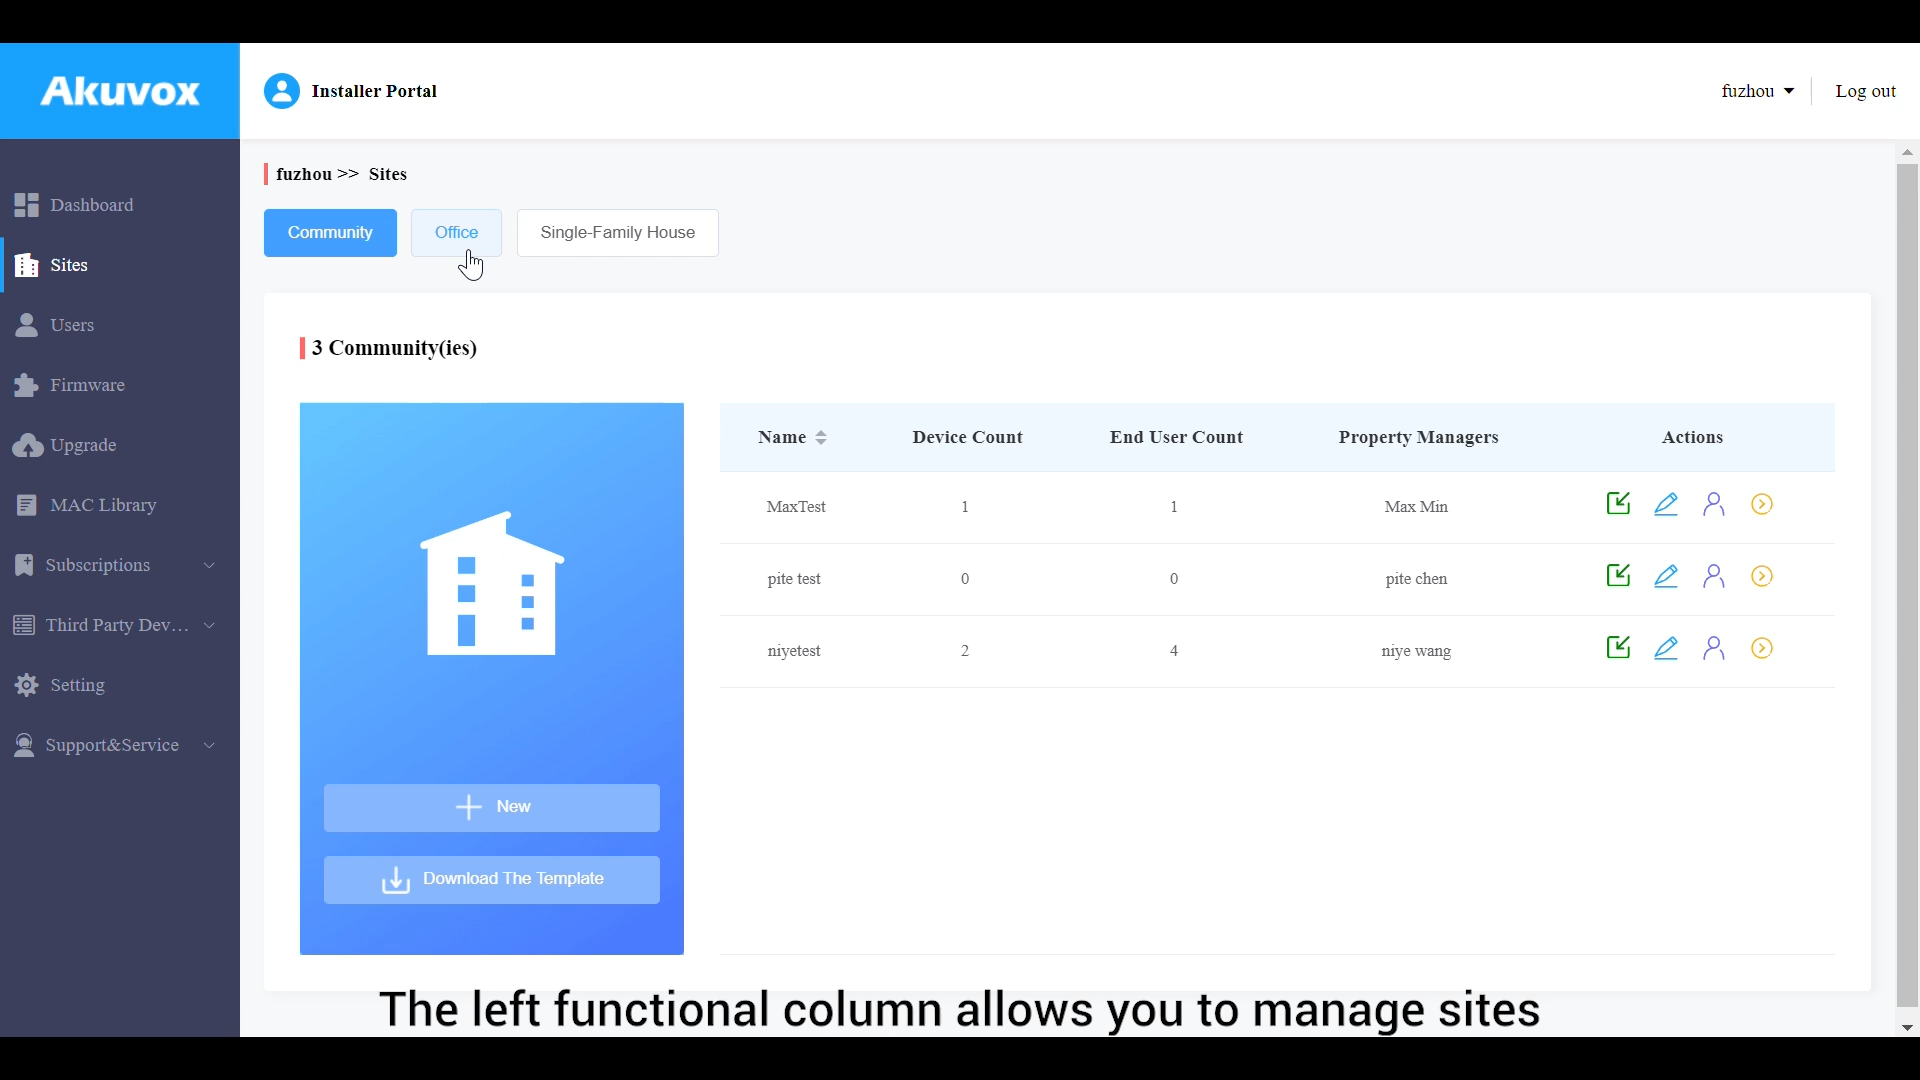 Akuvox
Installer Portal
fuzhou
Log out
fuzhou >> Sites
Community
Office
Single-Family House
Dashboard
Sites
Users
Firmware
Upgrade
MAC Library
Subscriptions
Third Party Dev...
Setting
Support&Service
3 Community(ies)
New
Download The Template
Name Device Count End User Count Property Managers Actions
MaxTest 1 1 Max Min
pite test 0 0 pite chen
niyetest 2 4 niye wang
The left functional column allows you to manage sites